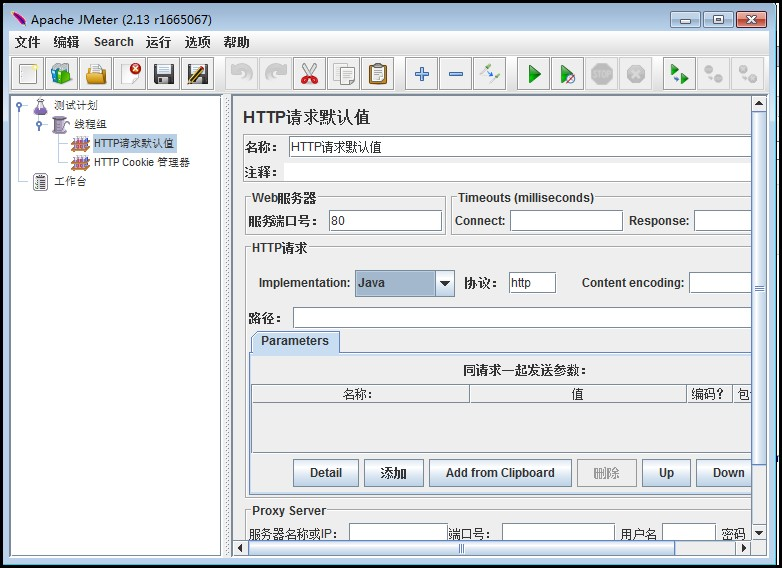 Apache JMeter (2.13 r1665067)
文件 编辑 Search 运行 选项 帮助
STOP
测试计划
线程组
HTTP请求默认值
HTTP Cookie 管理器
工作台
HTTP请求默认值
名称: HTTP请求默认值
注释:
Web服务器 Timeouts (milliseconds)
端口号: 80 Connect: Response:
HTTP请求
Implementation: Java 协议: http Content encoding:
路径:
Parameters
同请求一起发送参数:
名称: 值 编码?
Detail 添加 Add from Clipboard 删除 Up Down
Proxy Server
服务器名称或IP: 端口号: 用户名 密码